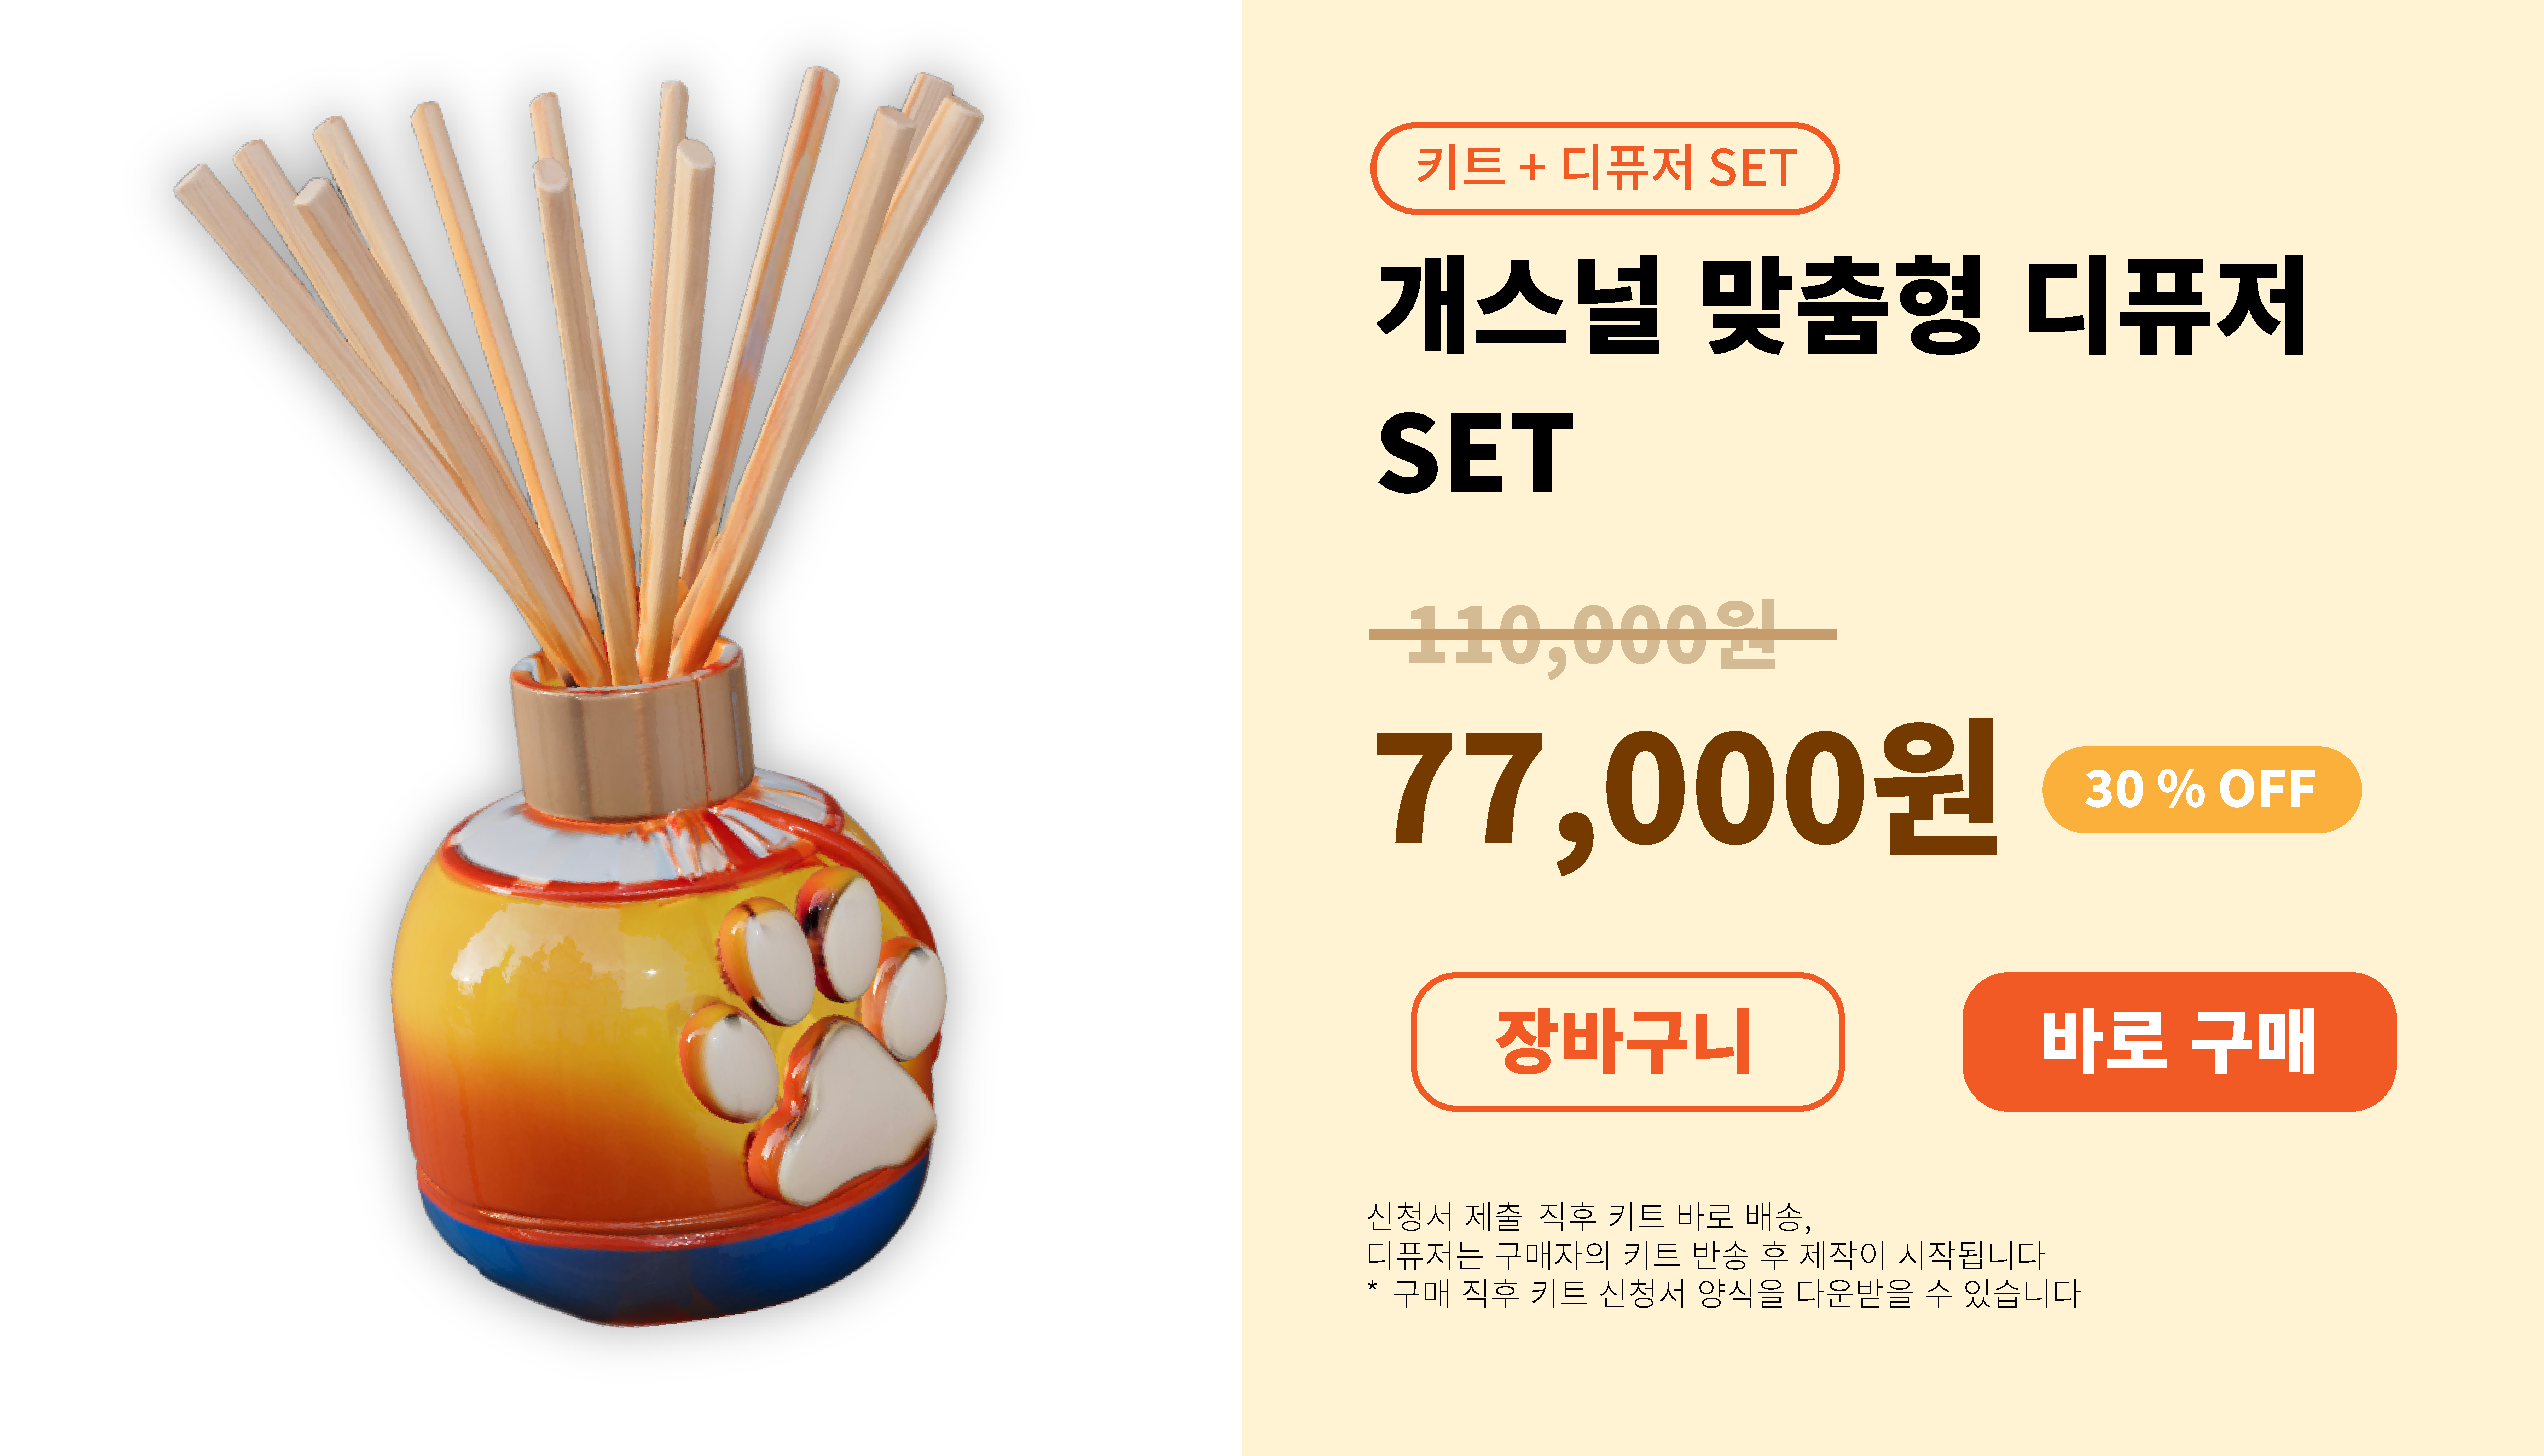 키트 + 디퓨저 SET
개스널 맞춤형 디퓨저
SET
110,000원
77,000원
30 % OFF
장바구니
바로 구매
신청서 제출 직후 키트 바로 배송,
디퓨저는 구매자의 키트 반송 후 제작이 시작됩니다
* 구매 직후 키트 신청서 양식을 다운받을 수 있습니다